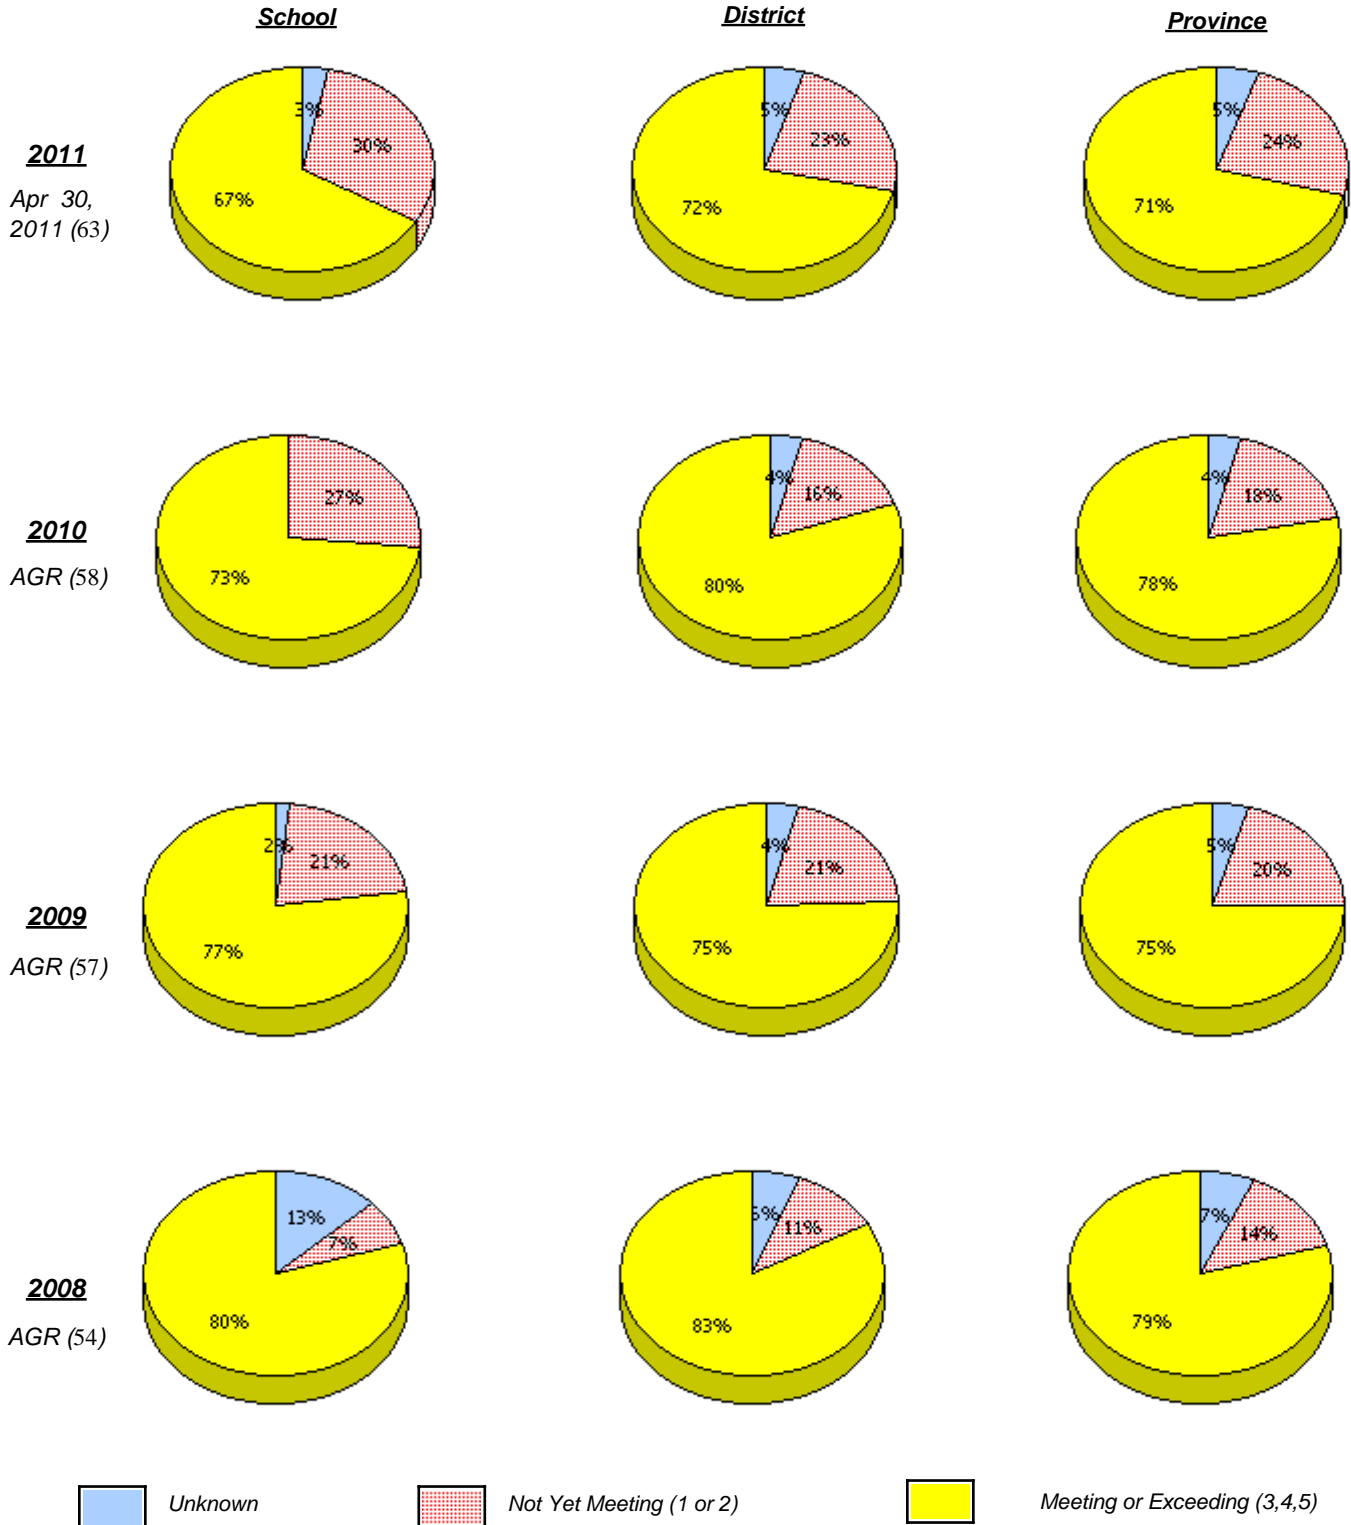 School District Province
3% 5% 5%
30% 23% 24%
2011
Apr 30,
2011 (63)
67% 72% 71%
27% 4% 16% 4% 18%
2010
AGR (58)
73% 80% 78%
2% 21% 4% 21% 5% 20%
2009
AGR (57)
77% 75% 75%
13% 7% 11% 7% 14%
2008
AGR (54)
80% 83% 79%
Unknown Not Yet Meeting (1 or 2) Meeting or Exceeding (3,4,5)